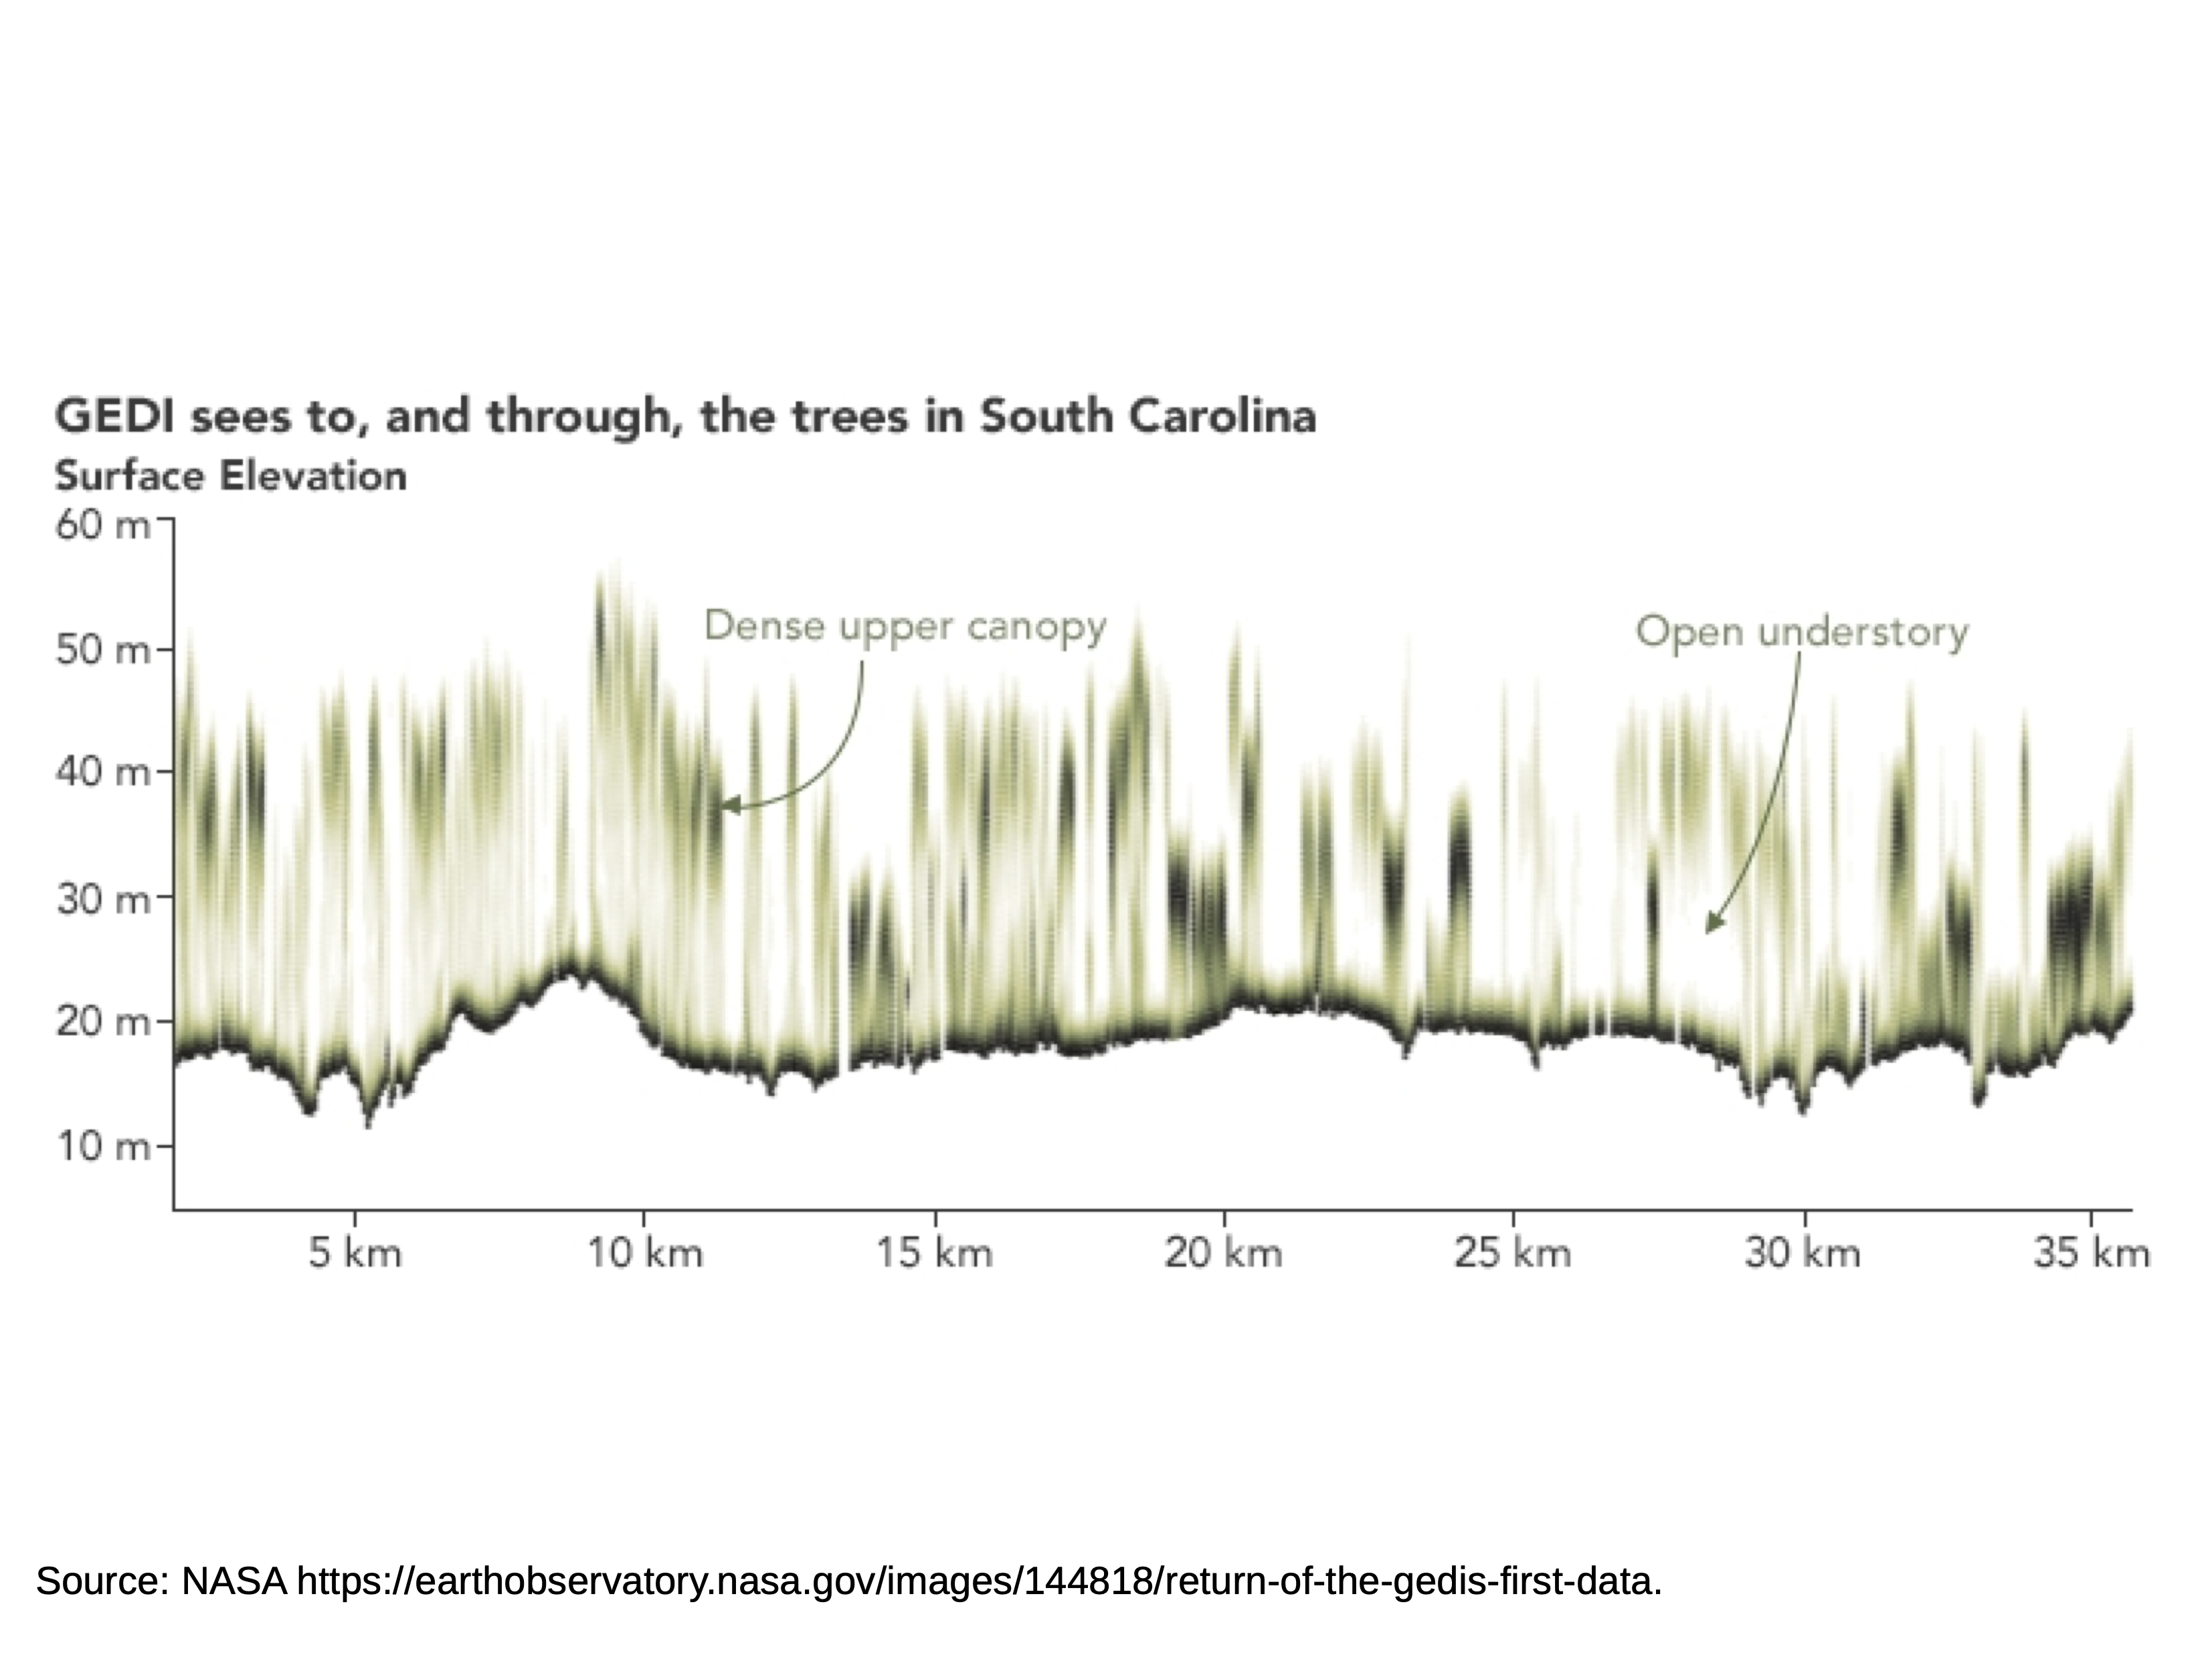 GEDI sees to, and through, the trees in South Carolina
Surface Elevation
60 m
50 m
40 m
30 m
20 m
10 m
Dense upper canopy
Open understory
5 km
10 km
15 km
20 km
25 km
30 km
35 km
Source: NASA https://earthobservatory.nasa.gov/images/144818/return-of-the-gedis-first-data.